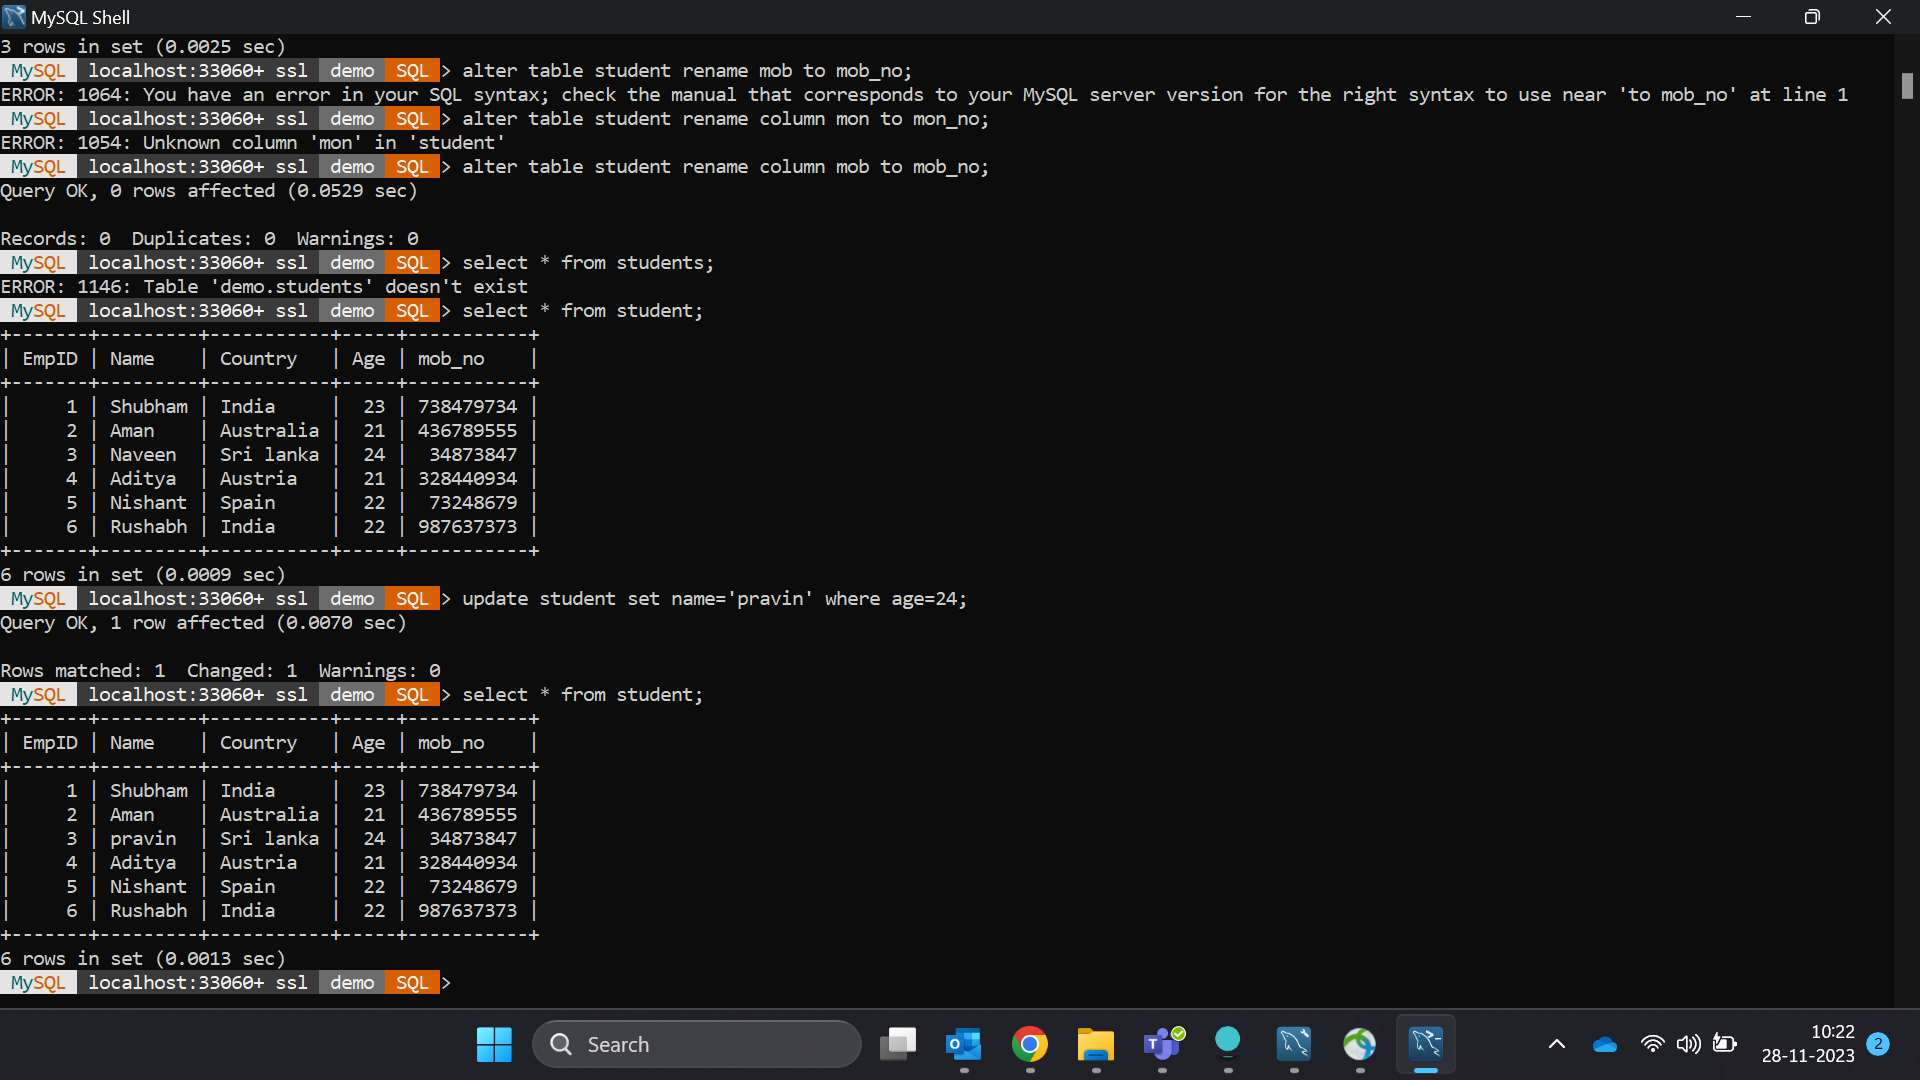 MySQL Shell
3 rows in set (0.0025 sec)
MySQL localhost:33060+ ssl demo SQL > alter table student rename mob to mob_no;
ERROR: 1064: You have an error in your SQL syntax; check the manual that corresponds to your MySQL server version for the right syntax to use near 'to mob_no' at line 1
MySQL localhost:33060+ ssl demo SQL > alter table student rename column mon to mon_no;
ERROR: 1054: Unknown column 'mon' in 'student'
MySQL localhost:33060+ ssl demo SQL > alter table student rename column mob to mob_no;
Query OK, 0 rows affected (0.0529 sec)
Records: 0  Duplicates: 0  Warnings: 0
MySQL localhost:33060+ ssl demo SQL > select * from students;
ERROR: 1146: Table 'demo.students' doesn't exist
MySQL localhost:33060+ ssl demo SQL > select * from student;
+-------+---------+-----------+-----+-----------+
| EmpID | Name    | Country   | Age | mob_no    |
+-------+---------+-----------+-----+-----------+
|     1 | Shubham | India     |  23 | 738479734 |
|     2 | Aman    | Australia |  21 | 436789555 |
|     3 | Naveen  | Sri lanka |  24 |  34873847 |
|     4 | Aditya  | Austria   |  21 | 328440934 |
|     5 | Nishant | Spain     |  22 |  73248679 |
|     6 | Rushabh | India     |  22 | 987637373 |
+-------+---------+-----------+-----+-----------+
6 rows in set (0.0009 sec)
MySQL localhost:33060+ ssl demo SQL > update student set name='pravin' where age=24;
Query OK, 1 row affected (0.0070 sec)
Rows matched: 1  Changed: 1  Warnings: 0
MySQL localhost:33060+ ssl demo SQL > select * from student;
+-------+---------+-----------+-----+-----------+
| EmpID | Name    | Country   | Age | mob_no    |
+-------+---------+-----------+-----+-----------+
|     1 | Shubham | India     |  23 | 738479734 |
|     2 | Aman    | Australia |  21 | 436789555 |
|     3 | pravin  | Sri lanka |  24 |  34873847 |
|     4 | Aditya  | Austria   |  21 | 328440934 |
|     5 | Nishant | Spain     |  22 |  73248679 |
|     6 | Rushabh | India     |  22 | 987637373 |
+-------+---------+-----------+-----+-----------+
6 rows in set (0.0013 sec)
MySQL localhost:33060+ ssl demo SQL >
Search
10:22
28-11-2023
2